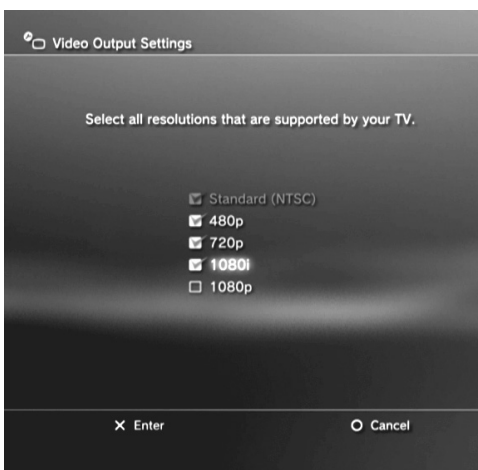 Video Output Settings
Select all resolutions that are supported by your TV.
Standard (NTSC)
480p
720p
1080i
1080p
X Enter
O Cancel